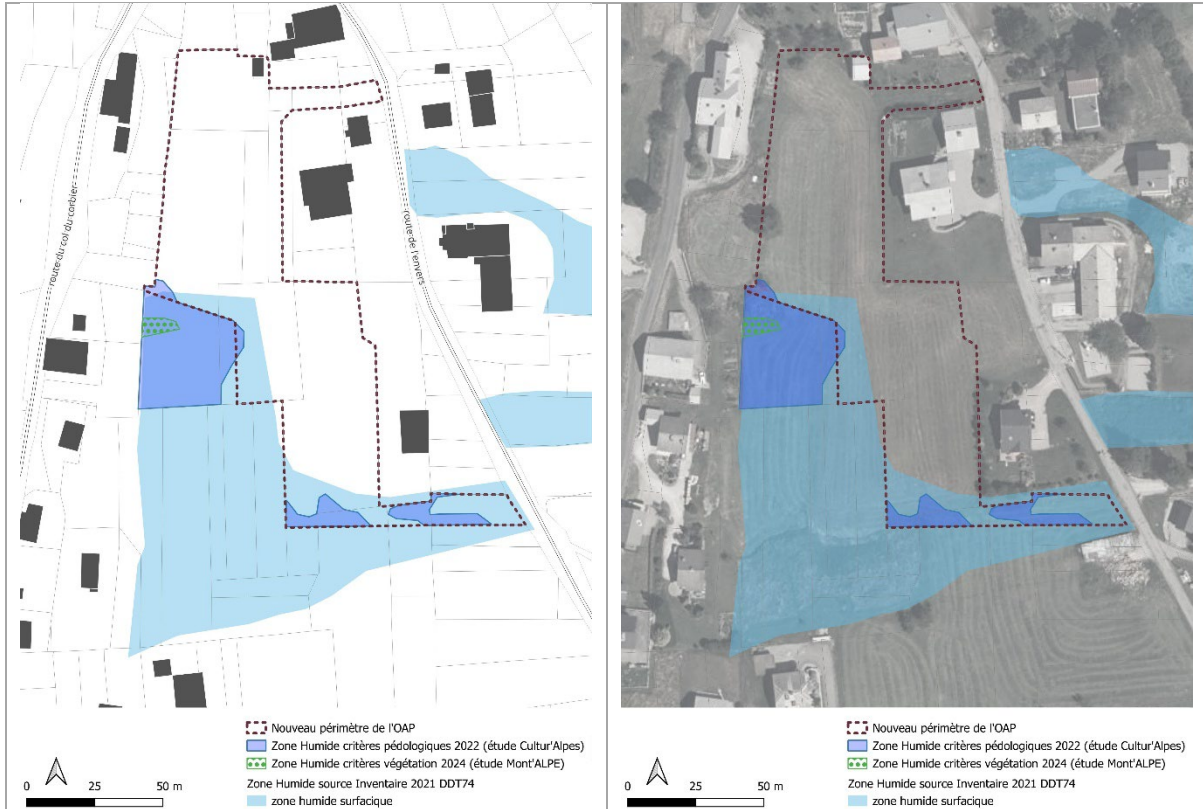 route du col du corbier
route de l'envers
Nouveau périmètre de l'OAP
Zone Humide critères pédologiques 2022 (étude Cultur'Alpes)
Zone Humide critères végétation 2024 (étude Mont'ALPE)
Zone Humide source Inventaire 2021 DDT74
zone humide surfacique
0 25 50 m
Nouveau périmètre de l'OAP
Zone Humide critères pédologiques 2022 (étude Cultur'Alpes)
Zone Humide critères végétation 2024 (étude Mont'ALPE)
Zone Humide source Inventaire 2021 DDT74
zone humide surfacique
0 25 50 m